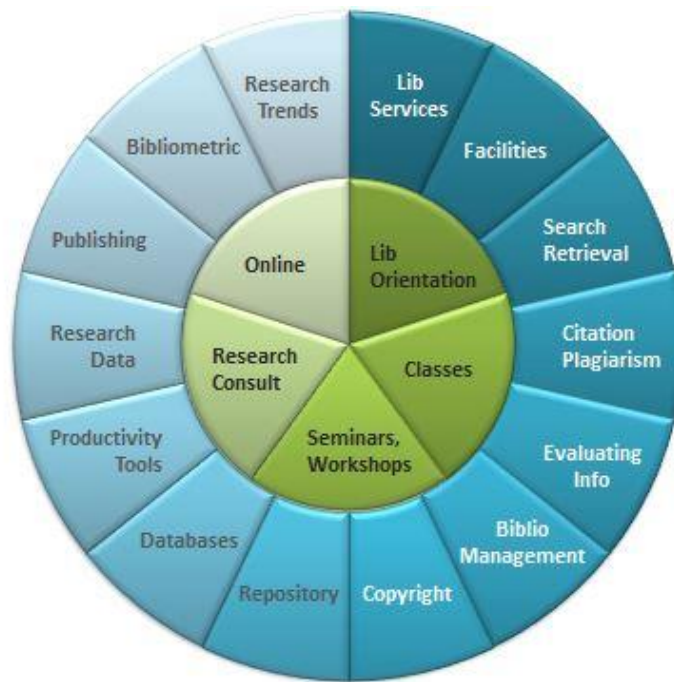 Lib
Services
Facilities
Search
Retrieval
Citation
Plagiarism
Evaluating
Info
Biblio
Management
Copyright
Repository
Databases
Productivity
Tools
Research
Data
Publishing
Bibliometric
Research
Trends
Lib
Orientation
Classes
Seminars,
Workshops
Research
Consult
Online